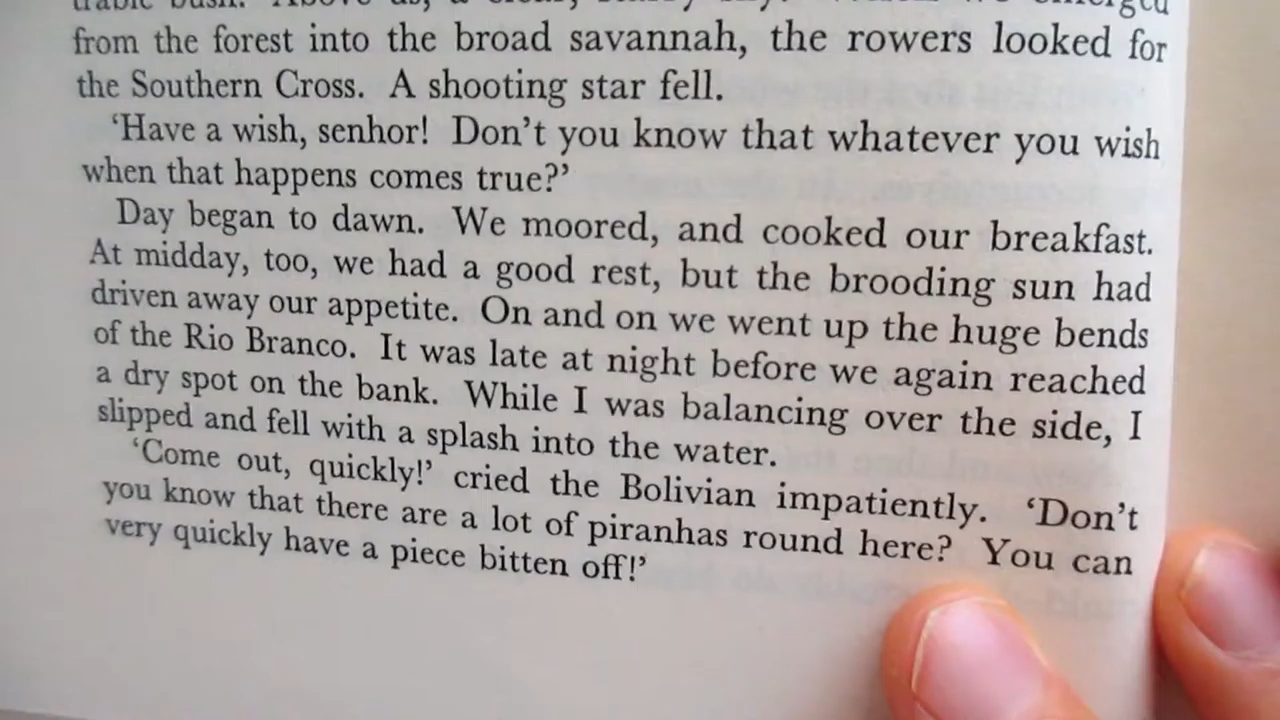 from the forest into the broad savannah, the rowers looked for
the Southern Cross. A shooting star fell.
‘Have a wish, senhor! Don’t you know that whatever you wish
when that happens comes true?’
Day began to dawn. We moored, and cooked our breakfast.
At midday, too, we had a good rest, but the brooding sun had
driven away our appetite. On and on we went up the huge bends
of the Rio Branco. It was late at night before we again reached
a dry spot on the bank. While I was balancing over the side, I
slipped and fell with a splash into the water.
‘Come out, quickly!’ cried the Bolivian impatiently. ‘Don’t
you know that there are a lot of piranhas round here? You can
very quickly have a piece bitten off!’